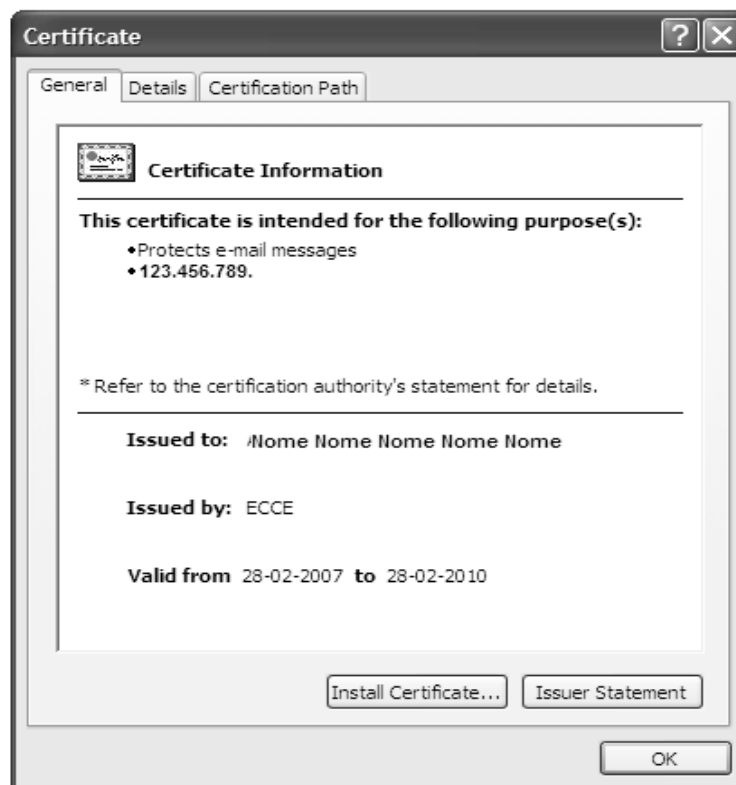 Certificate
General Details Certification Path
Certificate Information
This certificate is intended for the following purpose(s):
•Protects e-mail messages
•123.456.789.
* Refer to the certification authority's statement for details.
Issued to: Nome Nome Nome Nome Nome
Issued by: ECCE
Valid from 28-02-2007 to 28-02-2010
Install Certificate... Issuer Statement
OK